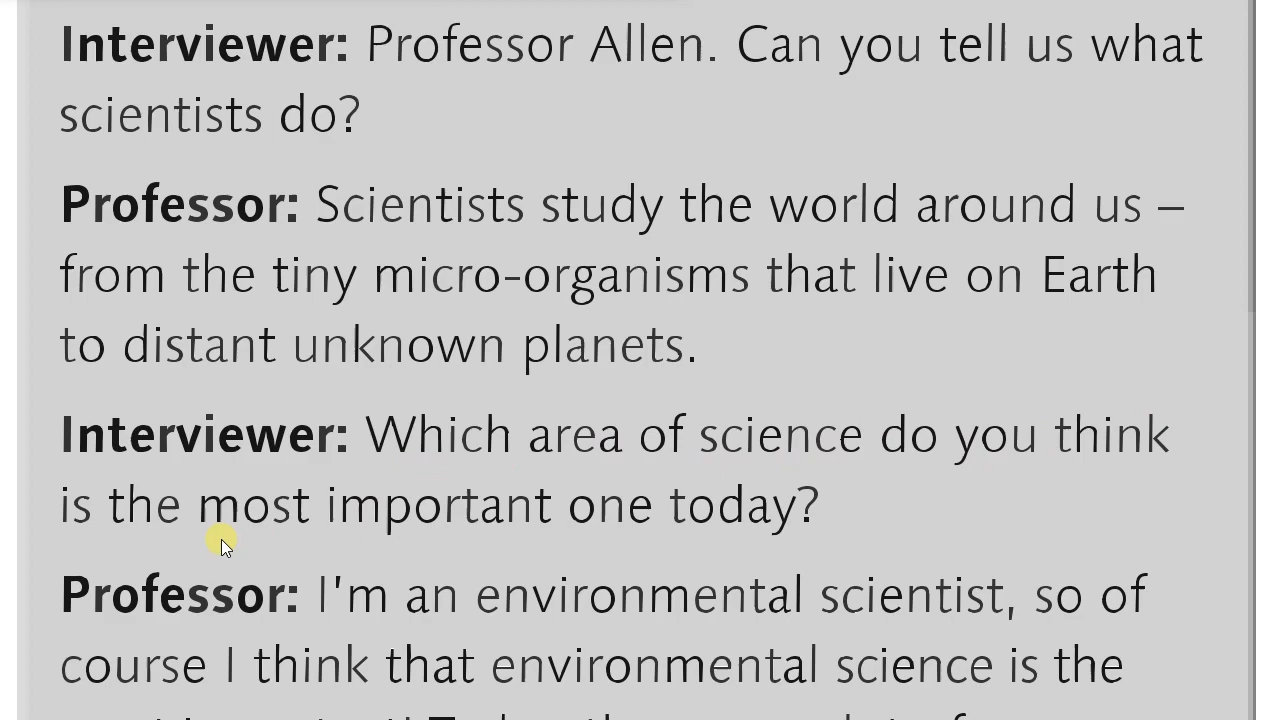 Interviewer: Professor Allen. Can you tell us what
scientists do?
Professor: Scientists study the world around us –
from the tiny micro-organisms that live on Earth
to distant unknown planets.
Interviewer: Which area of science do you think
is the most important one today?
Professor: I'm an environmental scientist, so of
course I think that environmental science is the